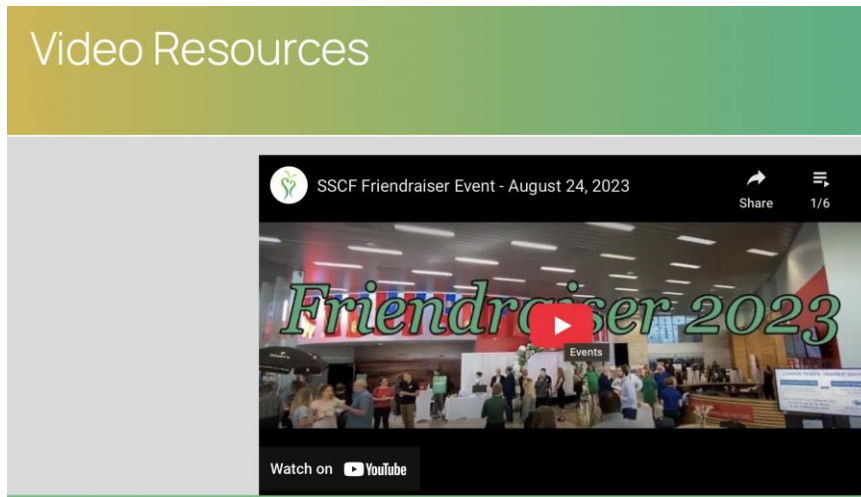 Video Resources
SSCF Friendraiser Event - August 24, 2023
Share
1/6
Friendraiser 2023
Events
Watch on YouTube